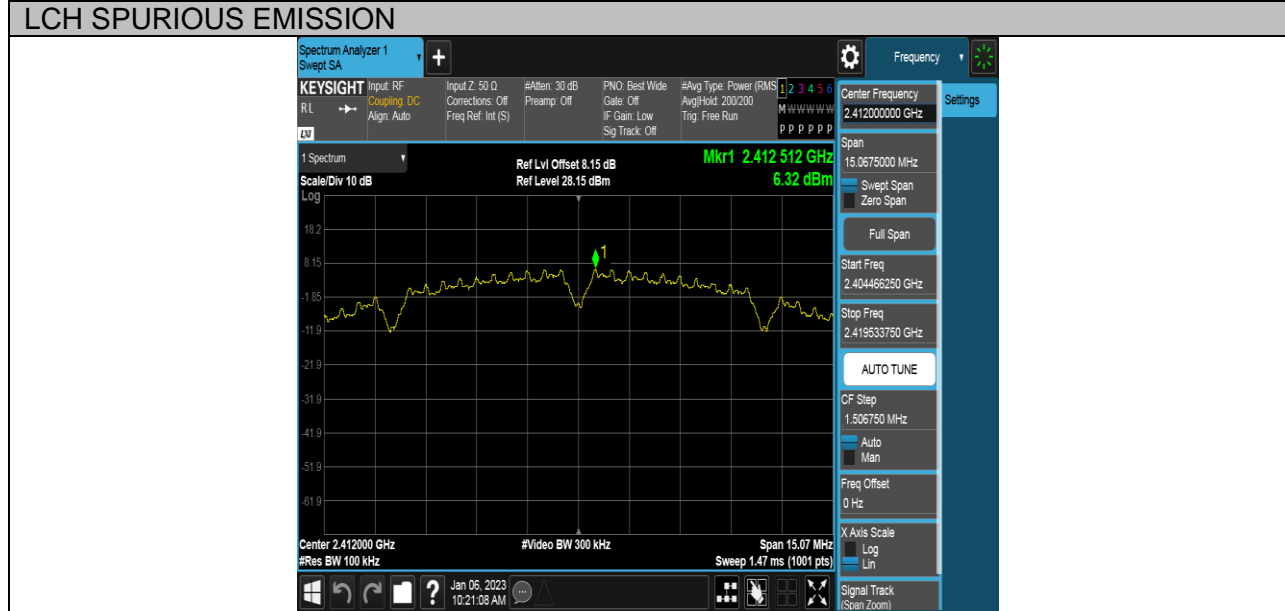 LCH SPURIOUS EMISSION
Spectrum Analyzer 1
Swept SA
+
Frequency
KEYSIGHT
RL
LXI
Input: RF
Coupling: DC
Align: Auto
Input Z: 50 Ω
Corrections: Off
Freq Ref: Int (S)
#Atten: 30 dB
Preamp: Off
PNO: Best Wide
Gate: Off
IF Gain: Low
Sig Track: Off
#Avg Type: Power (RMS
Avg|Hold: 200/200
Trig: Free Run
1 2 3 4 5 6
M W W W W W
P P P P P P
Center Frequency
2.412000000 GHz
Settings
1 Spectrum
Scale/Div 10 dB
Log
Ref Lvl Offset 8.15 dB
Ref Level 28.15 dBm
Mkr1 2.412 512 GHz
6.32 dBm
Span
15.0675000 MHz
Swept Span
Zero Span
Full Span
Start Freq
2.404466250 GHz
Stop Freq
2.419533750 GHz
AUTO TUNE
CF Step
1.506750 MHz
Auto
Man
Freq Offset
0 Hz
X Axis Scale
Log
Lin
Signal Track
(Span Zoom)
18.2
8.15
-1.85
-11.9
-21.9
-31.9
-41.9
-51.9
-61.9
1
Center 2.412000 GHz
#Res BW 100 kHz
#Video BW 300 kHz
Span 15.07 MHz
Sweep 1.47 ms (1001 pts)
?
Jan 06, 2023
10:21:08 AM